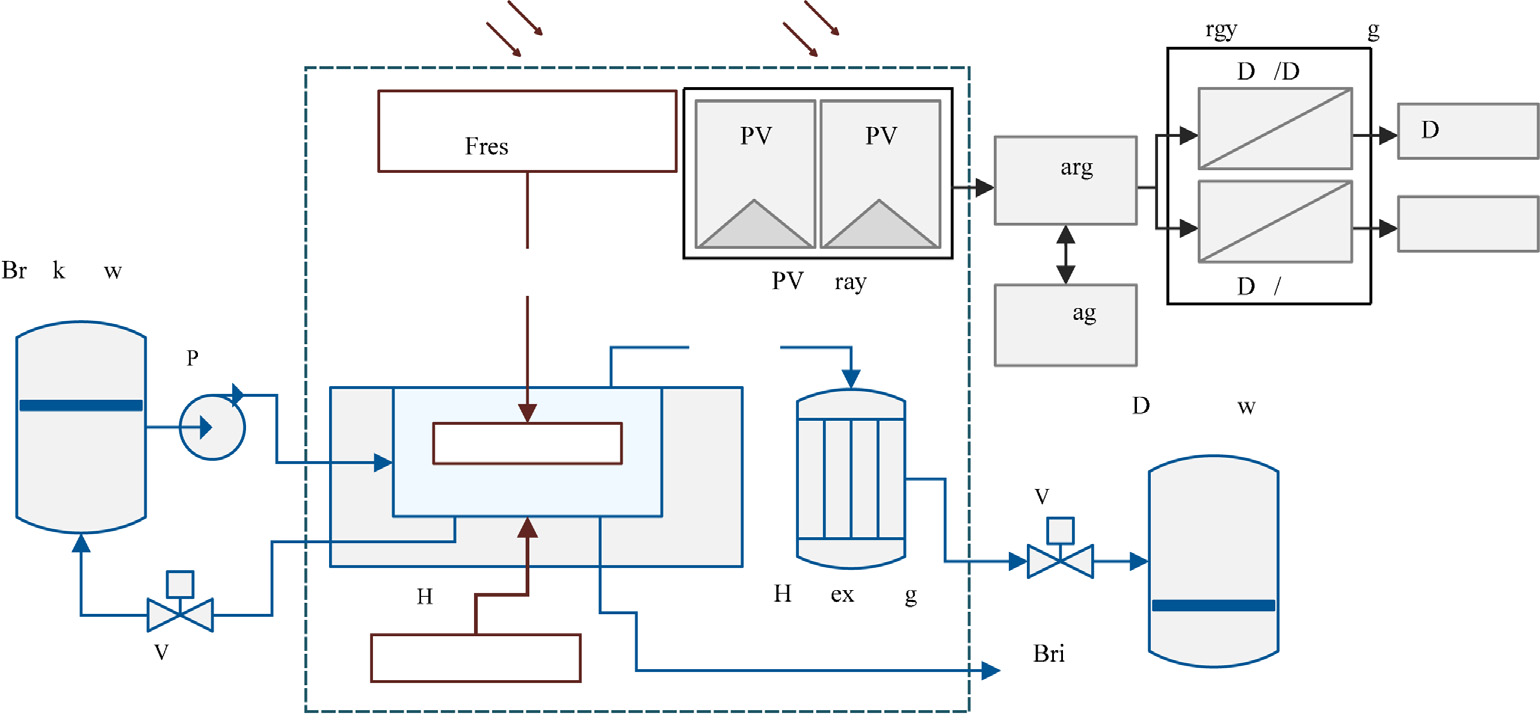 rgy g
D /D
PV PV
D
Fres
arg
PV ray
D /
ag
Br k w
P
D w
V
H
H ex g
V
Bri